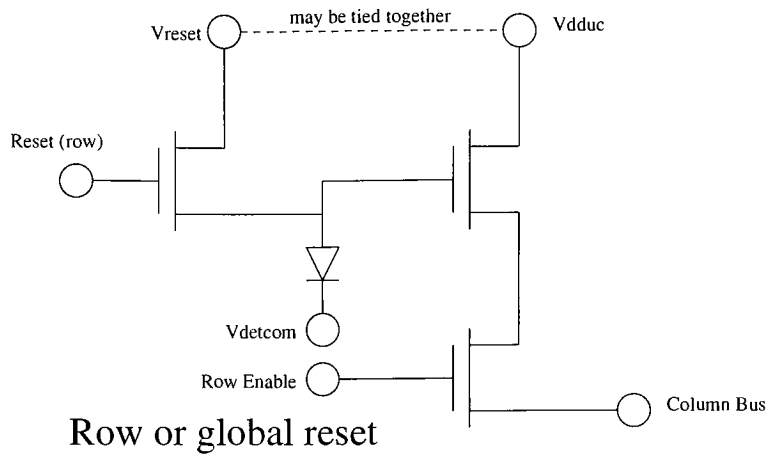 may be tied together
Vreset
Vdduc
Reset (row)
Vdetcom
Row Enable
Column Bus
Row or global reset